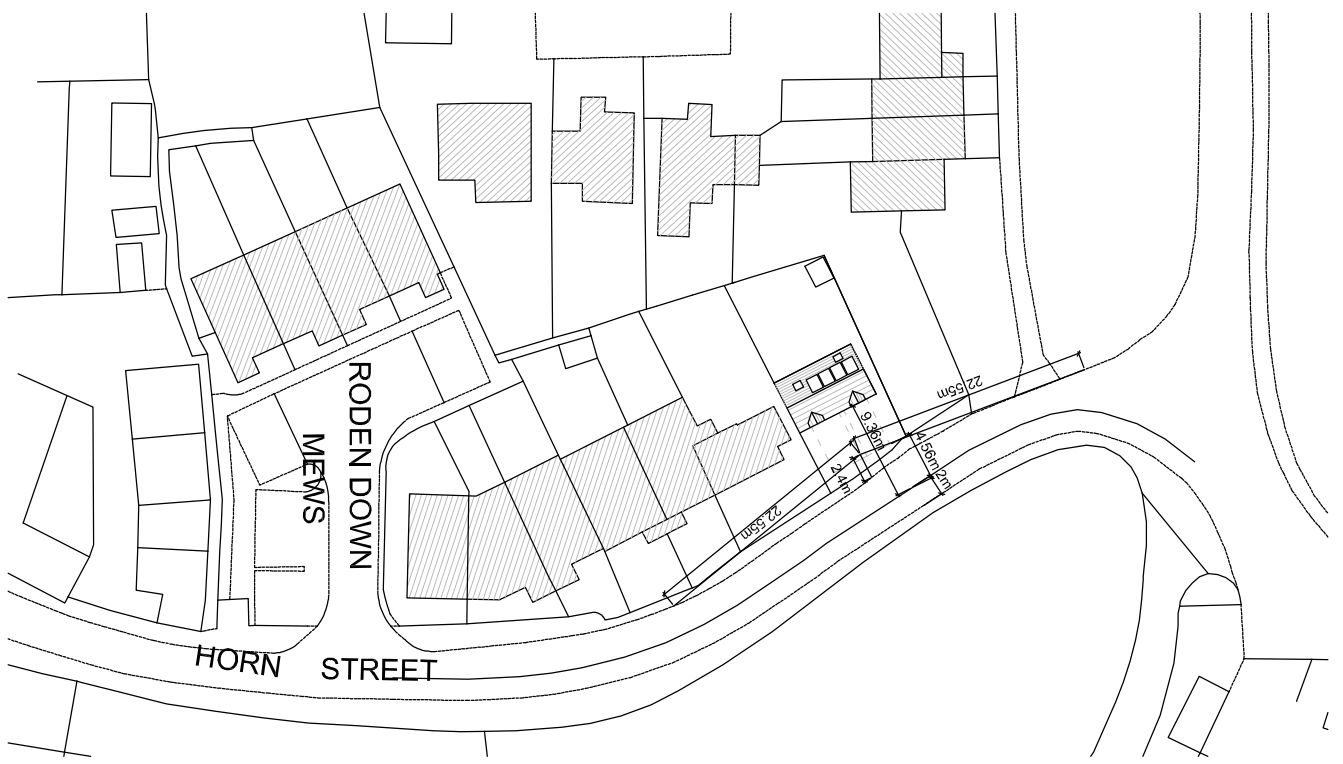 22.55m
9.36m
4.56m
2m
2.4m
22.55m
RODEN DOWN
MEWS
HORN STREET